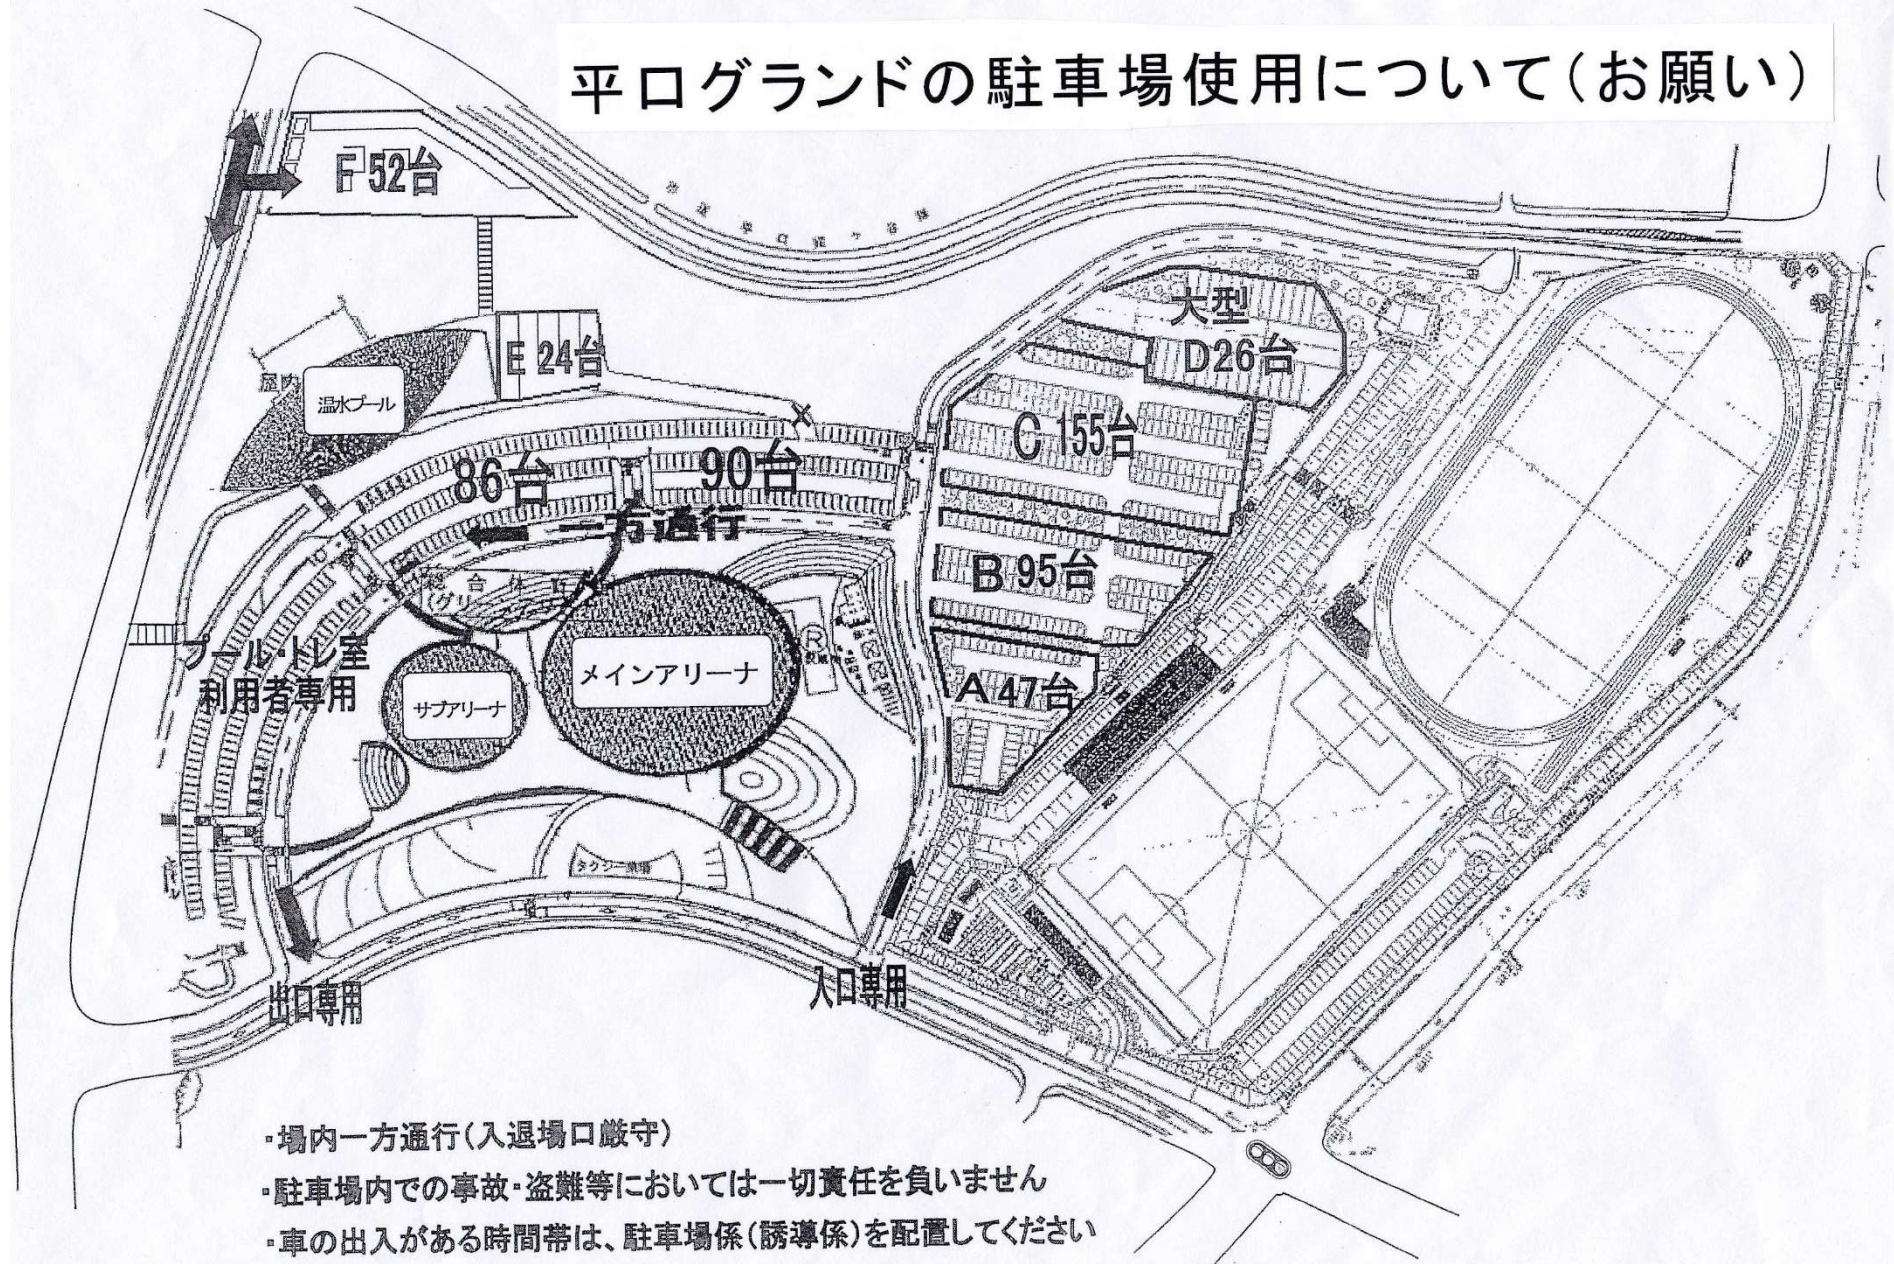 平口グランドの駐車場使用について(お願い)
F 52台
大型
D26台
E 24台
温水プール
C 155台
86台
90台
一方通行
B 95台
プール・トレ室
利用者専用
メインアリーナ
サブアリーナ
A 47台
出口専用
入口専用
・場内一方通行(入退場口厳守)
・駐車場内での事故・盗難等においては一切責任を負いません
・車の出入がある時間帯は、駐車場係(誘導係)を配置してください